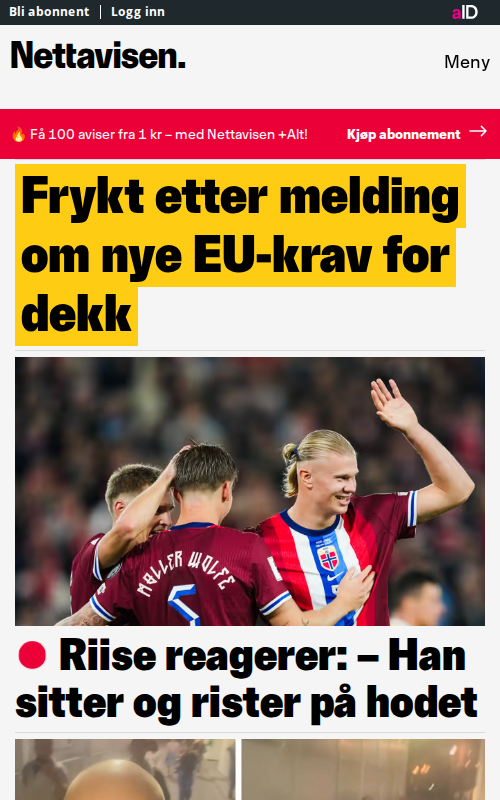 Bli abonnent | Logg inn
aID
Nettavisen.
Meny
🔥 Få 100 aviser fra 1 kr – med Nettavisen +Alt!
Kjøp abonnement →
Frykt etter melding
om nye EU-krav for
dekk
MØLLER WOLFE
5
Riise reagerer: – Han
sitter og rister på hodet